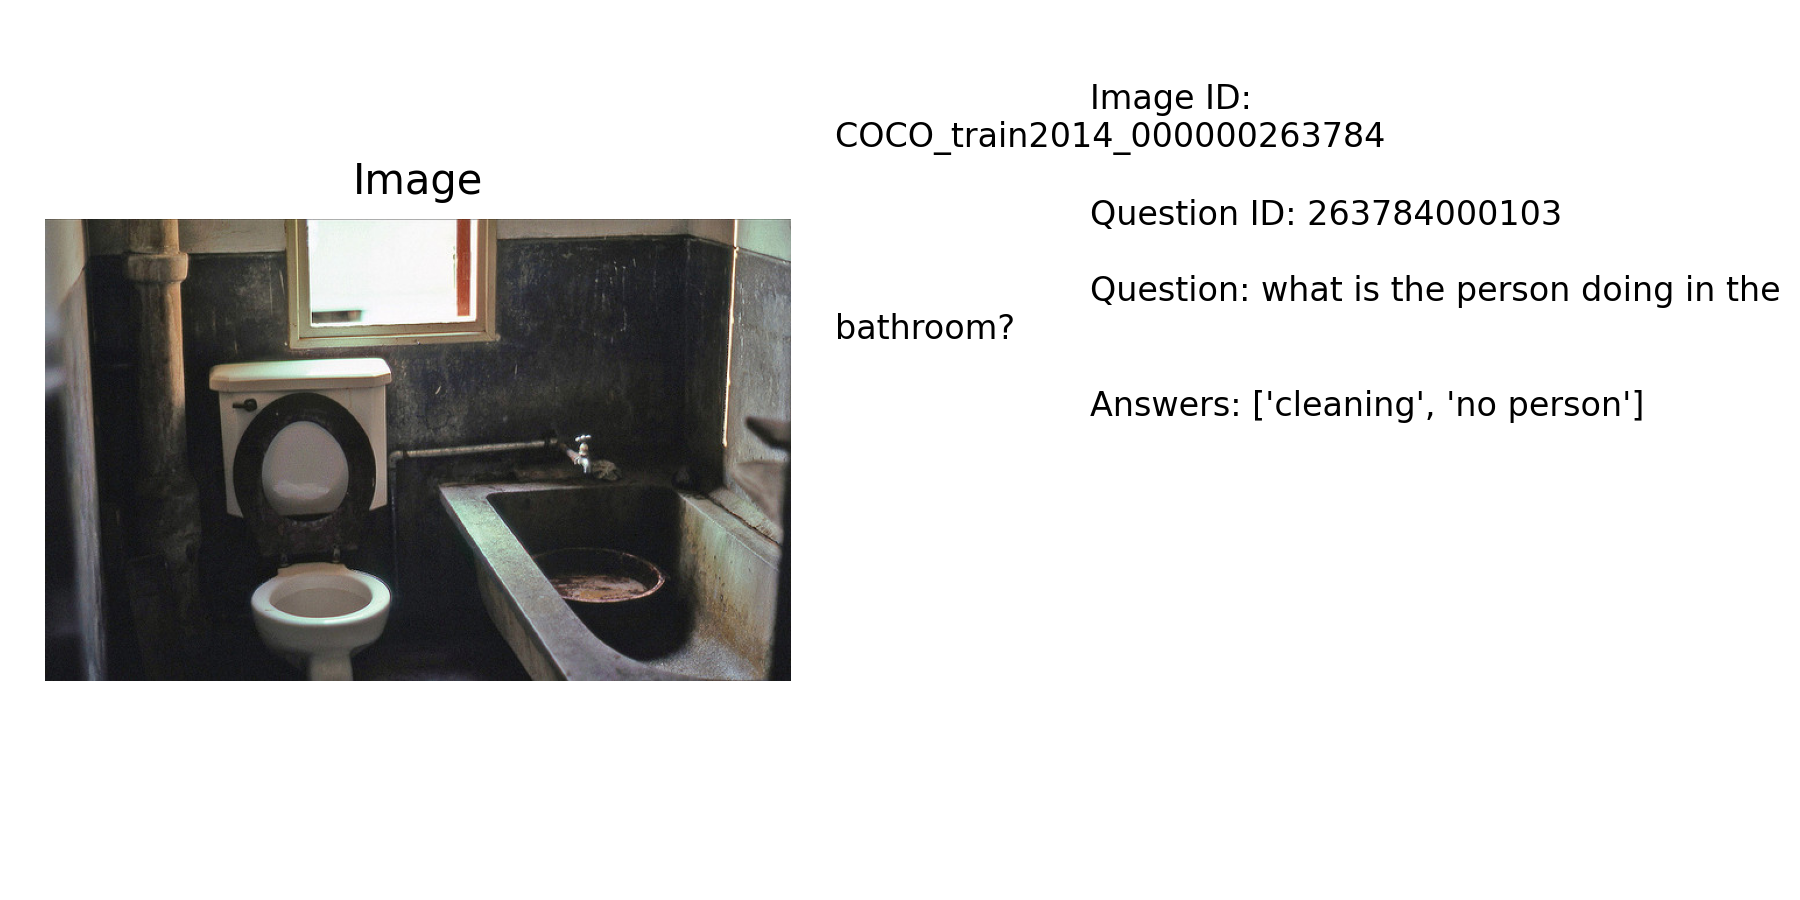 Image
Image ID:
COCO_train2014_000000263784
Question ID: 263784000103
Question: what is the person doing in the
bathroom?
Answers: ['cleaning', 'no person']